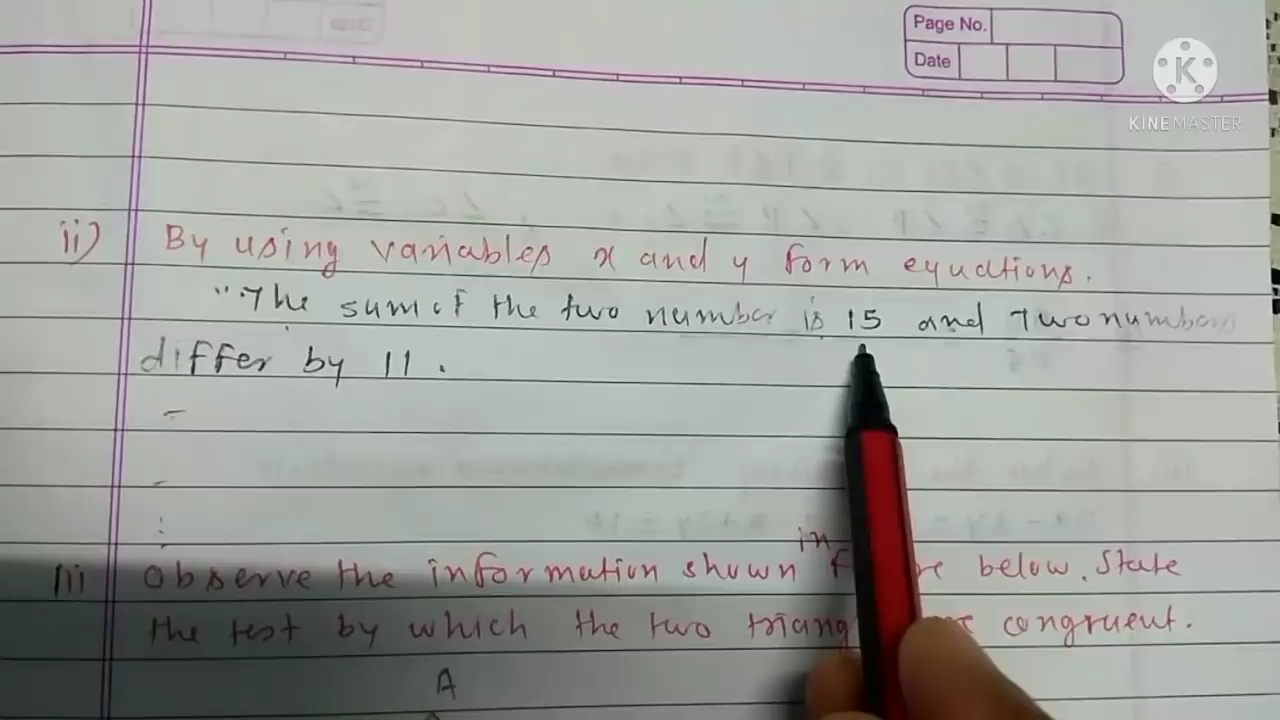 Page No.
Date
KINEMASTER
ii) By using variables x and y form equations.
"The sum of the two number is 15 and Two numbers
differ by 11.
in
iii Observe the information shown below. State
the test by which the two congruent.
A